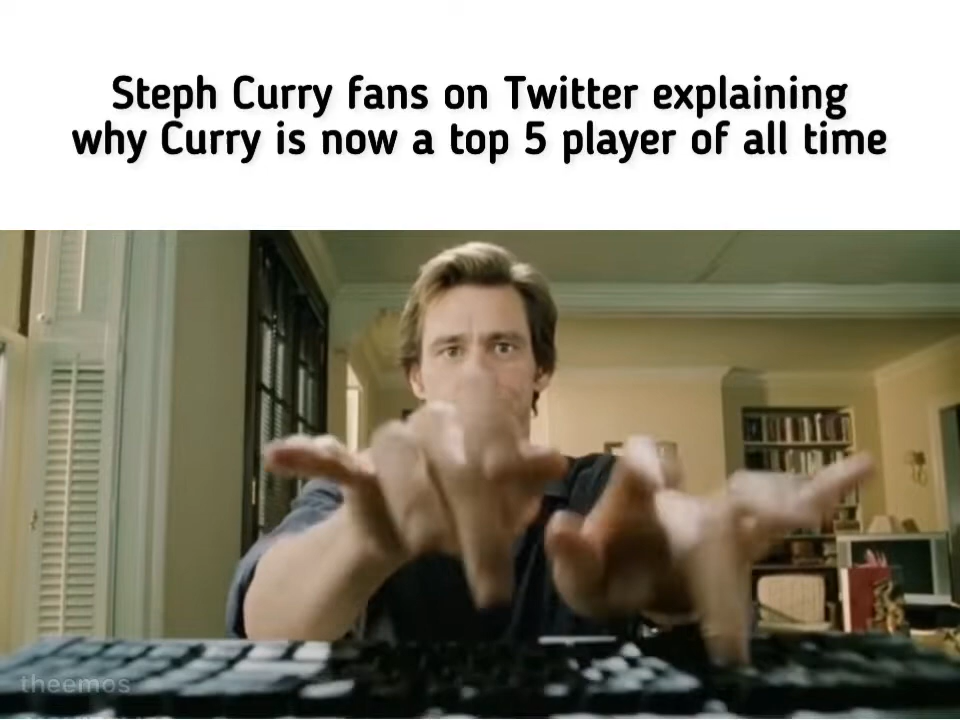 Steph Curry fans on Twitter explaining
why Curry is now a top 5 player of all time
theemos